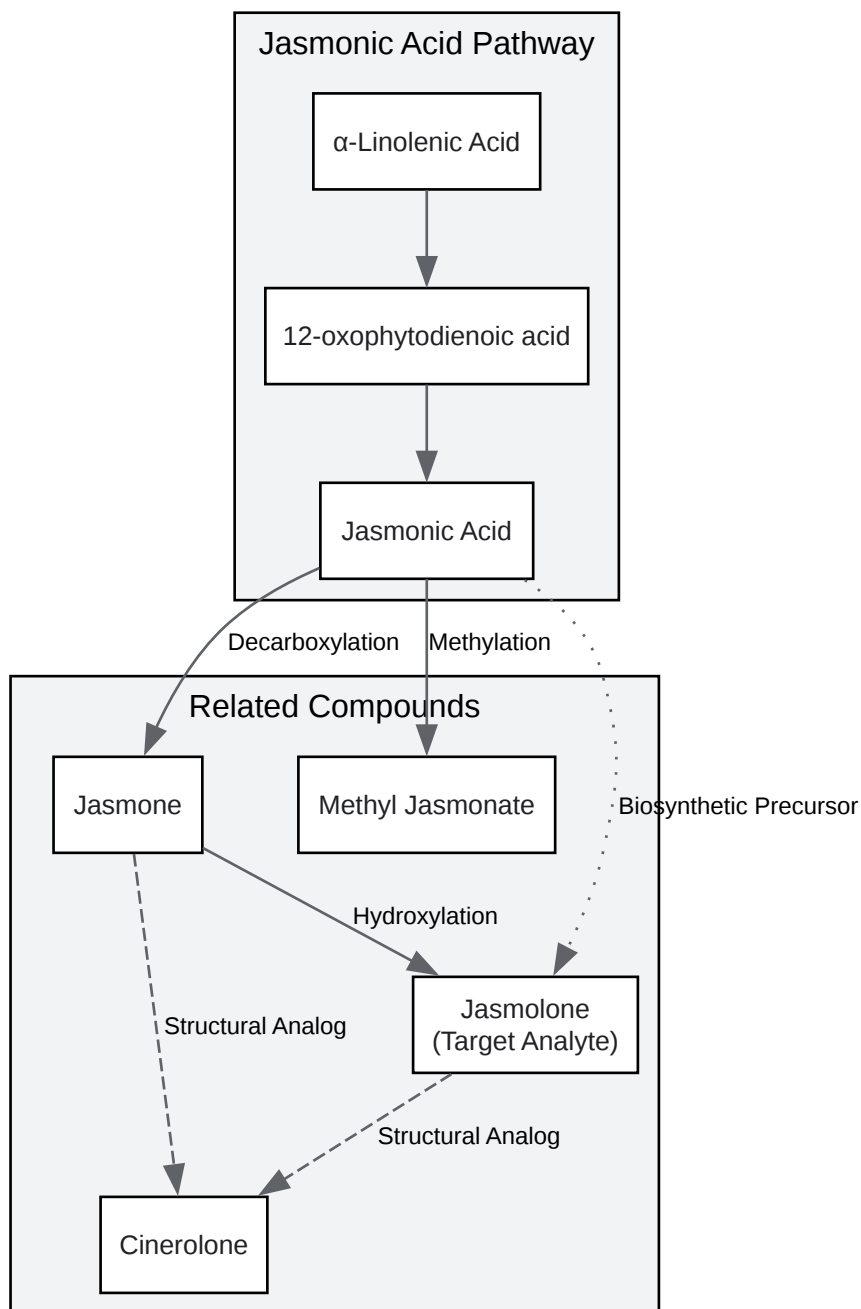 Jasmonic Acid Pathway
α-Linolenic Acid
12-oxophytodienoic acid
Jasmonic Acid
Decarboxylation
Methylation
Related Compounds
Jasmone
Methyl Jasmonate
Biosynthetic Precursor
Hydroxylation
Jasmolone
(Target Analyte)
Structural Analog
Structural Analog
Cinerolone